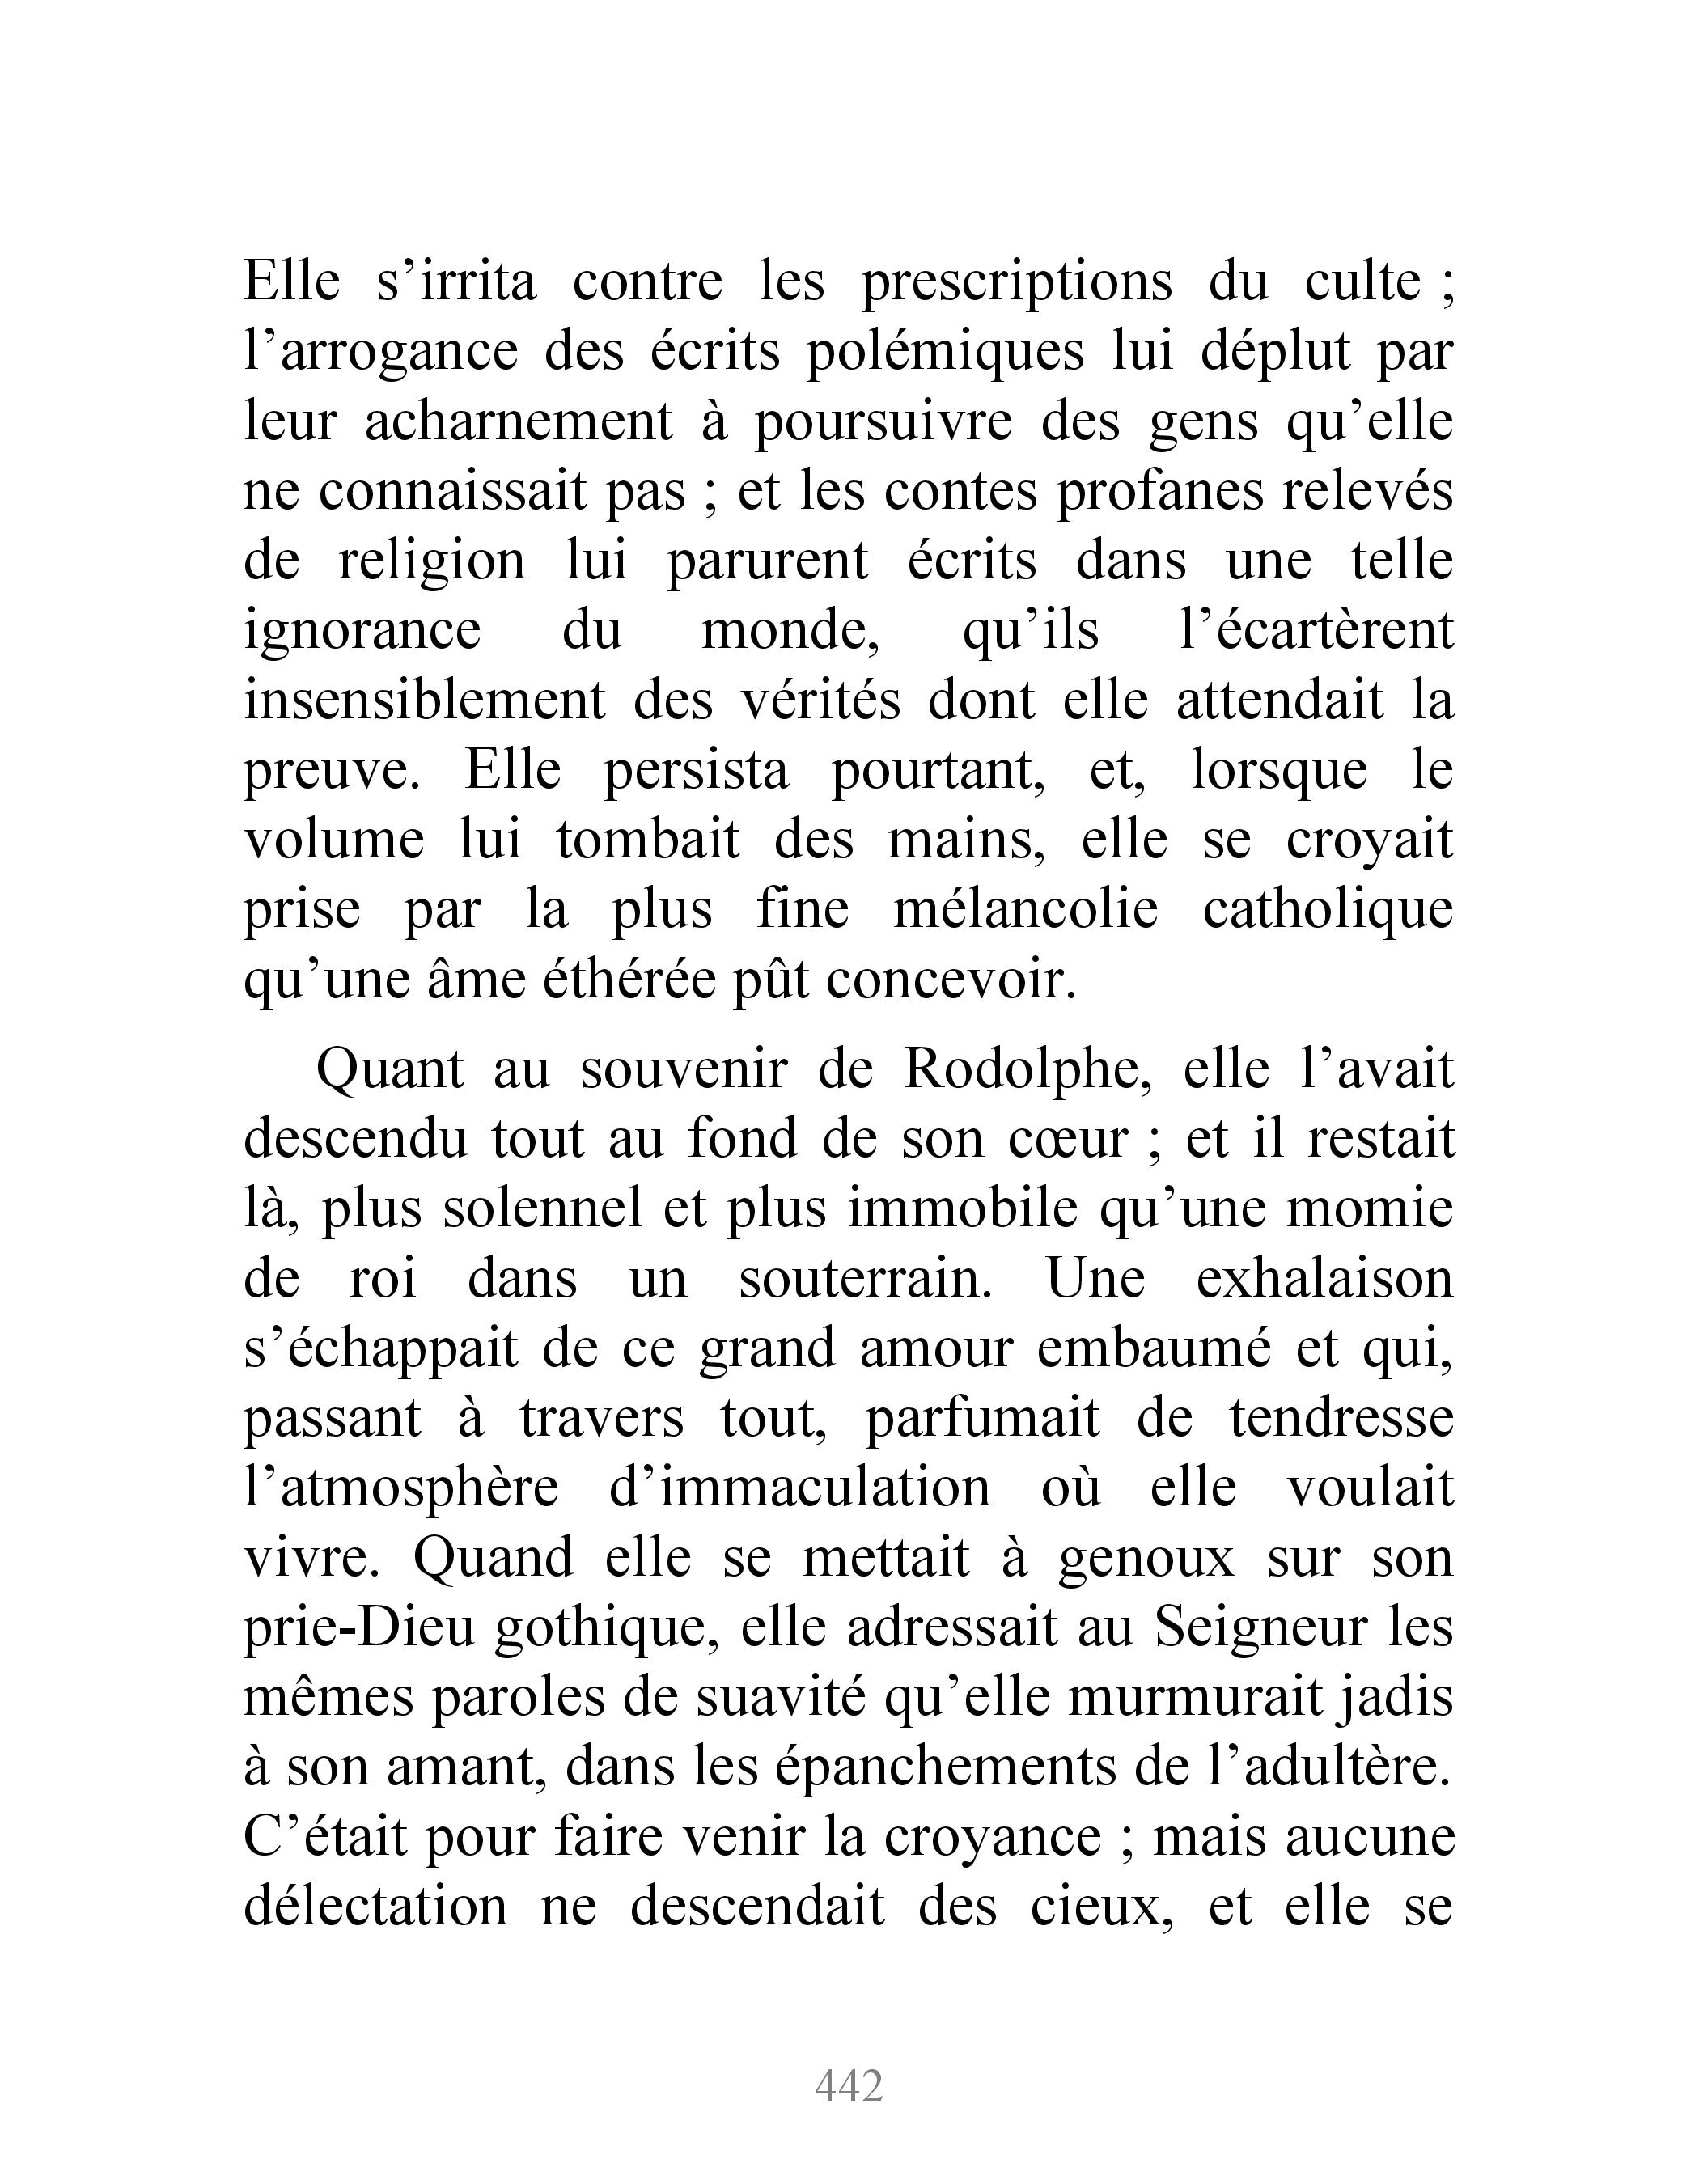 Elle s’irrita contre les prescriptions du culte ;
l’arrogance des écrits polémiques lui déplut par
leur acharnement à poursuivre des gens qu’elle
ne connaissait pas ; et les contes profanes relevés
de religion lui parurent écrits dans une telle
ignorance du monde, qu’ils l’écartèrent
insensiblement des vérités dont elle attendait la
preuve. Elle persista pourtant, et, lorsque le
volume lui tombait des mains, elle se croyait
prise par la plus fine mélancolie catholique
qu’une âme éthérée pût concevoir.
Quant au souvenir de Rodolphe, elle l’avait
descendu tout au fond de son cœur ; et il restait
là, plus solennel et plus immobile qu’une momie
de roi dans un souterrain. Une exhalaison
s’échappait de ce grand amour embaumé et qui,
passant à travers tout, parfumait de tendresse
l’atmosphère d’immaculation où elle voulait
vivre. Quand elle se mettait à genoux sur son
prie-Dieu gothique, elle adressait au Seigneur les
mêmes paroles de suavité qu’elle murmurait jadis
à son amant, dans les épanchements de l’adultère.
C’était pour faire venir la croyance ; mais aucune
délectation ne descendait des cieux, et elle se
442